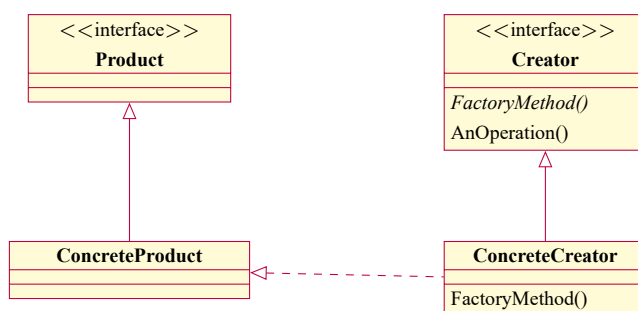 <<interface>>
Product
<<interface>>
Creator
FactoryMethod()
AnOperation()
ConcreteProduct
ConcreteCreator
FactoryMethod()